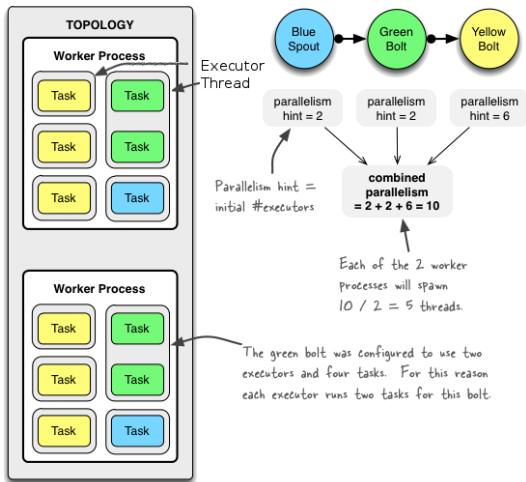 TOPOLOGY
Worker Process
Task
Task
Task
Task
Task
Task
Executor
Thread
Worker Process
Task
Task
Task
Task
Task
Task
Blue
Spout
Green
Bolt
Yellow
Bolt
parallelism
hint = 2
parallelism
hint = 2
parallelism
hint = 6
Parallelism hint =
initial #executors
combined
parallelism
= 2 + 2 + 6 = 10
Each of the 2 worker
processes will spawn
10 / 2 = 5 threads.
The green bolt was configured to use two
executors and four tasks. For this reason
each executor runs two tasks for this bolt.